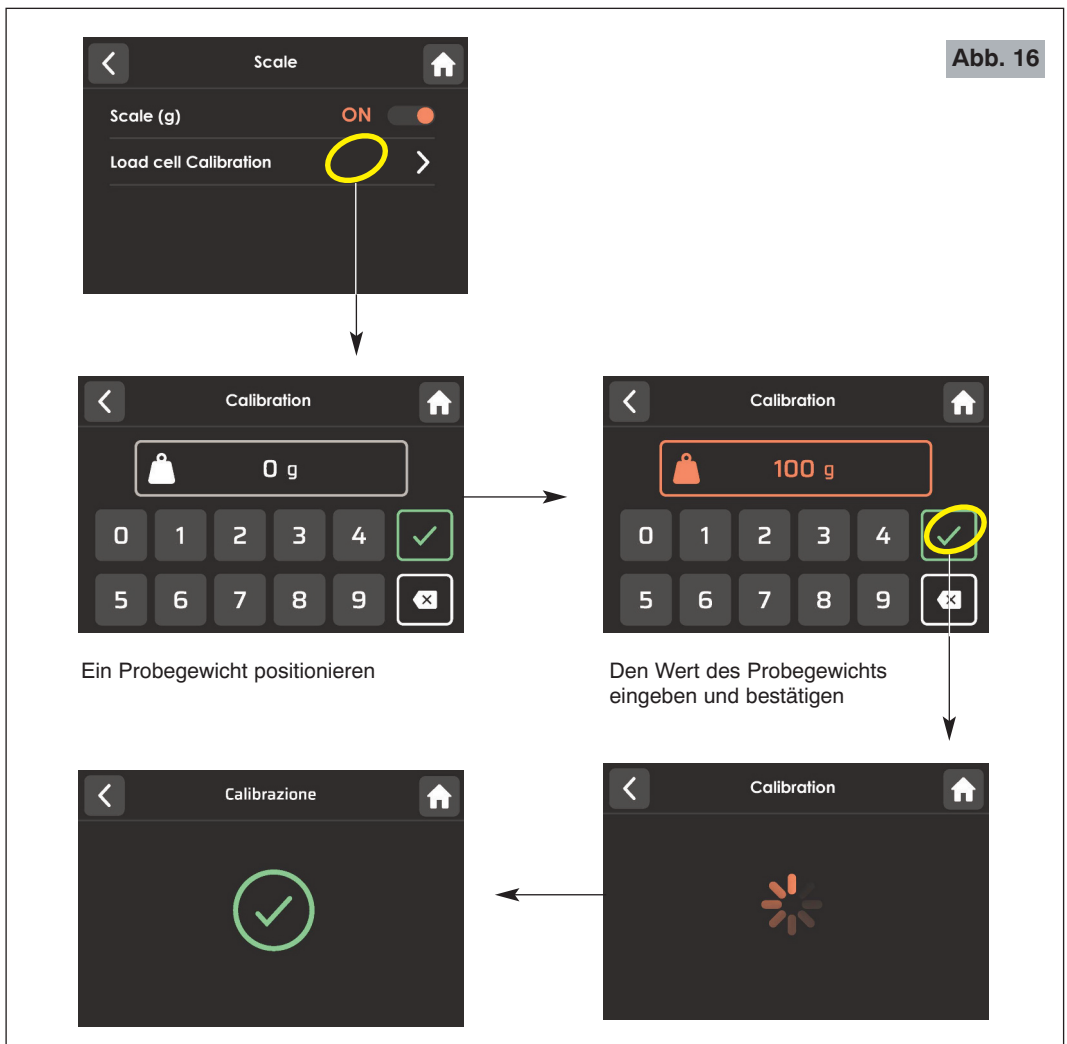 Abb. 16
Scale
Scale (g) ON
Load cell Calibration
Calibration
0 g
0 1 2 3 4
5 6 7 8 9
Ein Probegewicht positionieren
Calibration
100 g
0 1 2 3 4
5 6 7 8 9
Den Wert des Probegewichts
eingeben und bestätigen
Calibration
Calibrazione